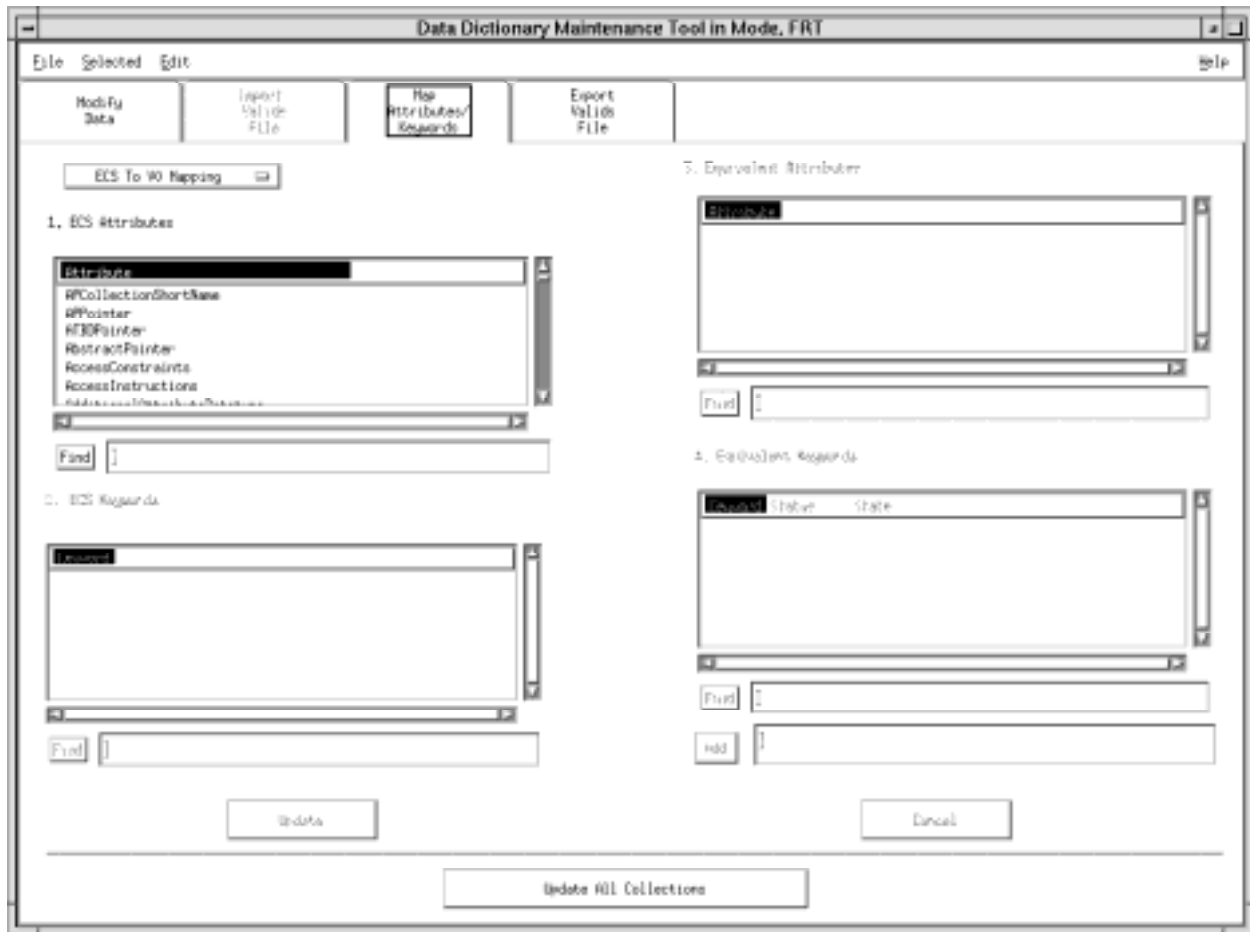 Data Dictionary Maintenance Tool in Mode, FRT
File Selected Edit Help
Modify
Data
Import
Valids
File
Map
Attributes/
Keywords
Export
Valids
File
ECS To V0 Mapping
1. ECS Attributes
Attribute
APCollectionShortName
APPointer
ATBDPointer
AbstractPointer
AccessConstraints
AccessInstructions
AdditionalAttributeDatatype
Find
2. ECS Keywords
Keyword
Find
3. Equivalent Attributes
Attribute
Find
4. Equivalent Keywords
Keyword Status State
Find
Add
Update
Cancel
Update All Collections